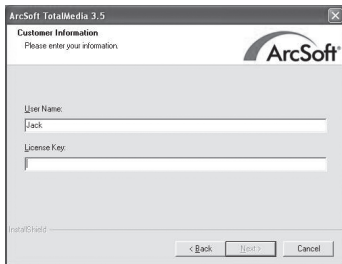 ArcSoft TotalMedia 3.5
Customer Information
Please enter your information.
ArcSoft®
User Name:
Jack
License Key:
InstallShield
< Back
Next >
Cancel